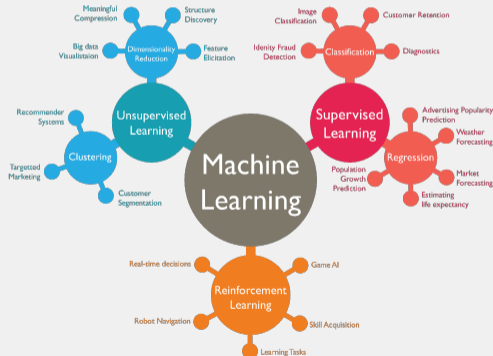 Meaningful
Compression
Structure
Discovery
Big data
Visualistaion
Dimensionality
Reduction
Feature
Elicitation
Image
Classification
Customer Retention
Idenity Fraud
Detection
Classification
Diagnostics
Unsupervised
Learning
Supervised
Learning
Recommender
Systems
Clustering
Targetted
Marketing
Customer
Segmentation
Machine
Learning
Advertising Popularity
Prediction
Weather
Forecasting
Regression
Population
Growth
Prediction
Market
Forecasting
Estimating
life expectancy
Real-time decisions
Game AI
Reinforcement
Learning
Robot Navigation
Skill Acquisition
Learning Tasks